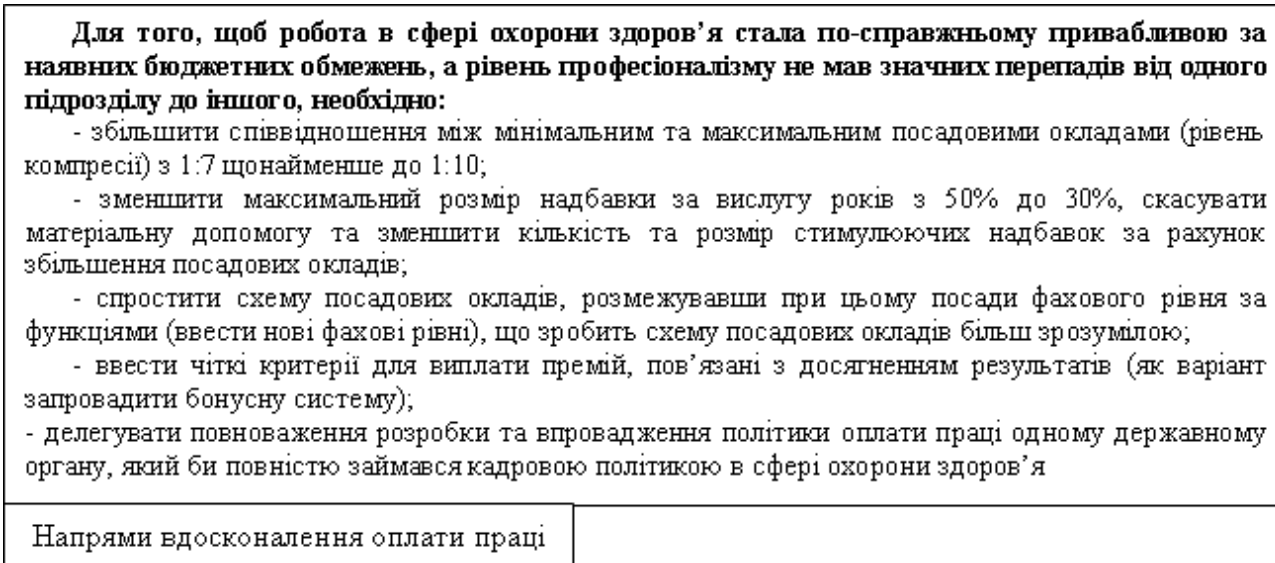 Для того, щоб робота в сфері охорони здоров’я стала по-справжньому привабливою за
наявних бюджетних обмежень, а рівень професіоналізму не мав значних перепадів від одного
підрозділу до іншого, необхідно:
- збільшити співвідношення між мінімальним та максимальним посадовими окладами (рівень
компресії) з 1:7 щонайменше до 1:10;
- зменшити максимальний розмір надбавки за вислугу років з 50% до 30%, скасувати
матеріальну допомогу та зменшити кількість та розмір стимулюючих надбавок за рахунок
збільшення посадових окладів;
- спростити схему посадових окладів, розмежувавши при цьому посади фахового рівня за
функціями (ввести нові фахові рівні), що зробить схему посадових окладів більш зрозумілою;
- ввести чіткі критерії для виплати премій, пов’язані з досягненням результатів (як варіант
запровадити бонусну систему);
- делегувати повноваження розробки та впровадження політики оплати праці одному державному
органу, який би повністю займався кадровою політикою в сфері охорони здоров’я
Напрями вдосконалення оплати праці